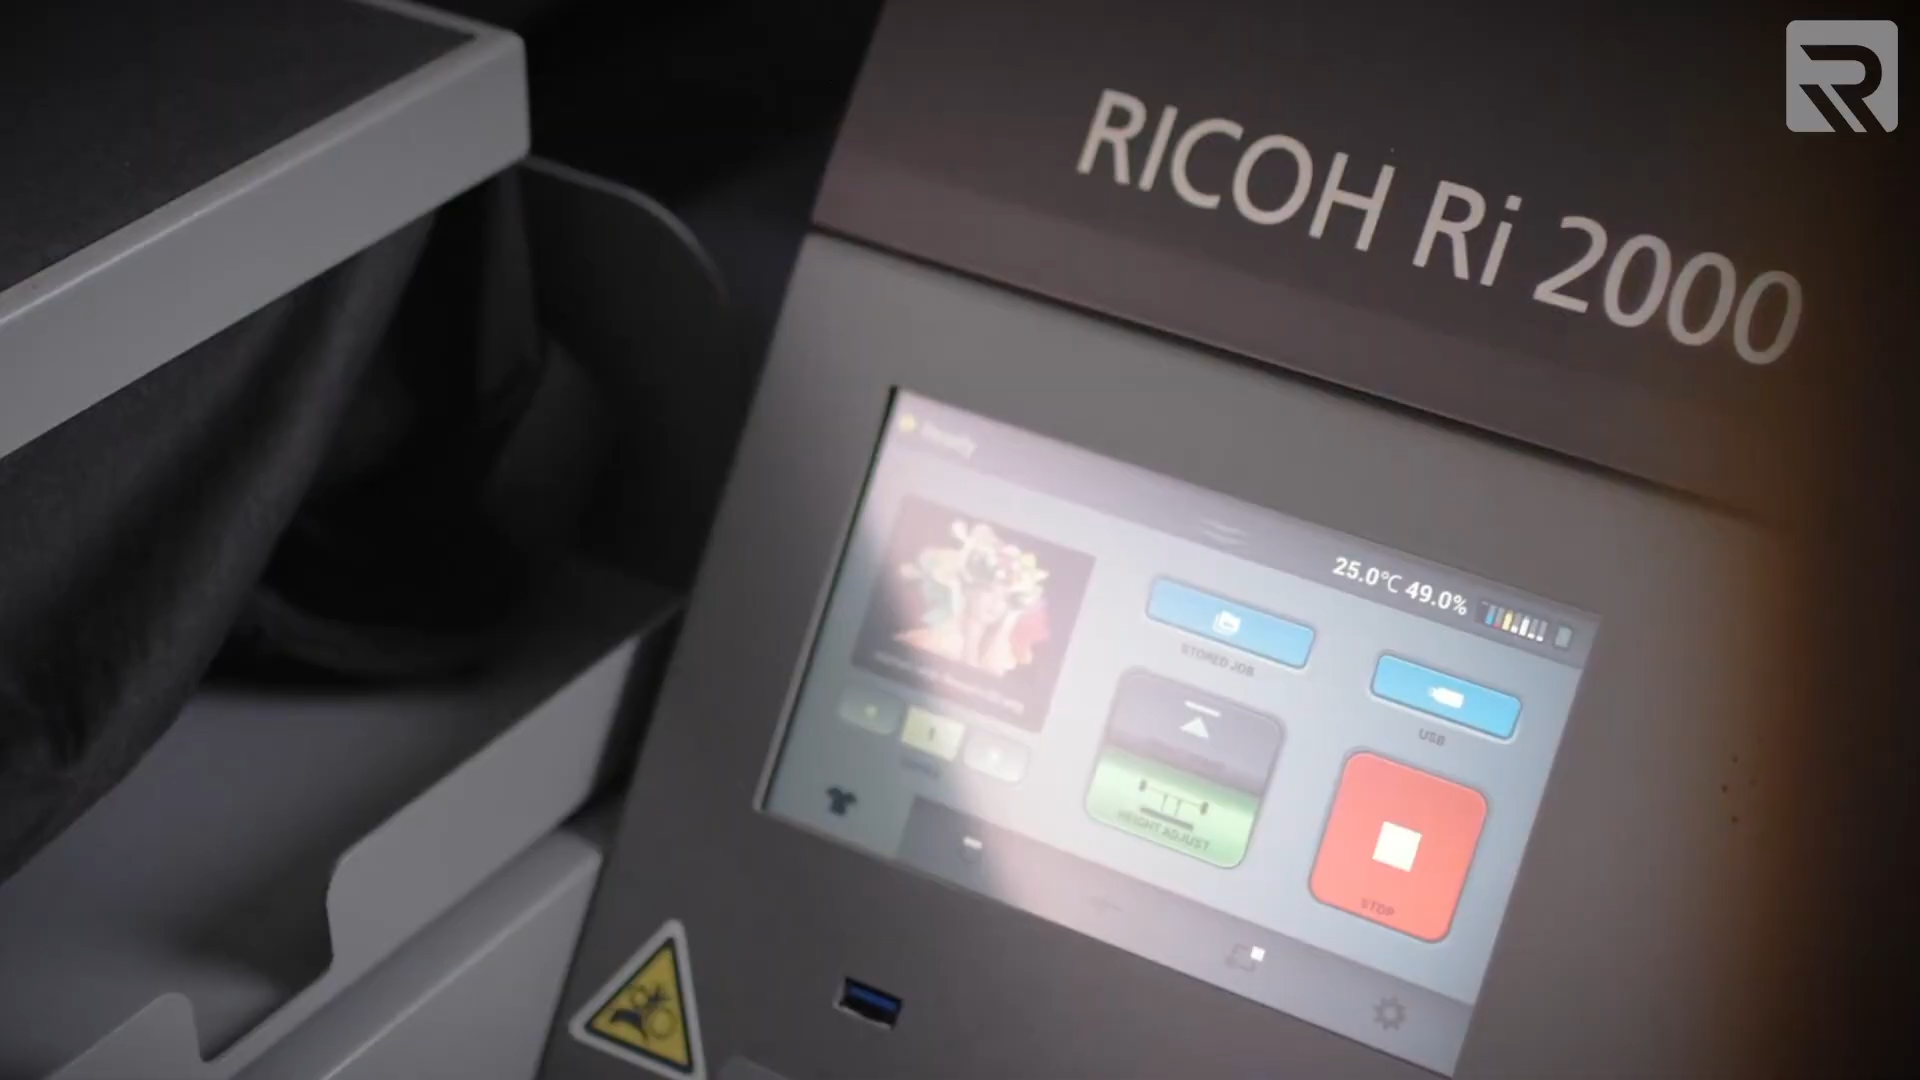 RICOH Ri 2000
Ready
25.0°C 49.0%
STORED JOB
USB
HEIGHT ADJUST
STOP